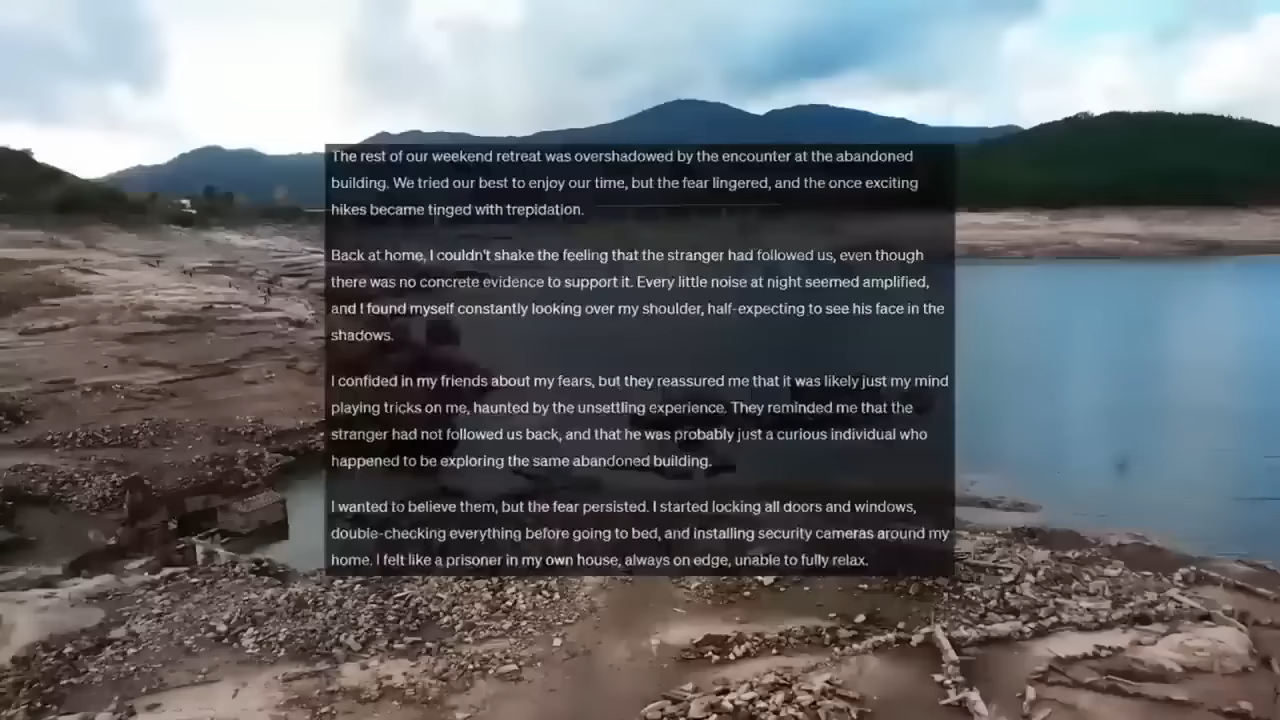 The rest of our weekend retreat was overshadowed by the encounter at the abandoned
building. We tried our best to enjoy our time, but the fear lingered, and the once exciting
hikes became tinged with trepidation.
Back at home, I couldn't shake the feeling that the stranger had followed us, even though
there was no concrete evidence to support it. Every little noise at night seemed amplified,
and I found myself constantly looking over my shoulder, half-expecting to see his face in the
shadows.
I confided in my friends about my fears, but they reassured me that it was likely just my mind
playing tricks on me, haunted by the unsettling experience. They reminded me that the
stranger had not followed us back, and that he was probably just a curious individual who
happened to be exploring the same abandoned building.
I wanted to believe them, but the fear persisted. I started locking all doors and windows,
double-checking everything before going to bed, and installing security cameras around my
home. I felt like a prisoner in my own house, always on edge, unable to fully relax.